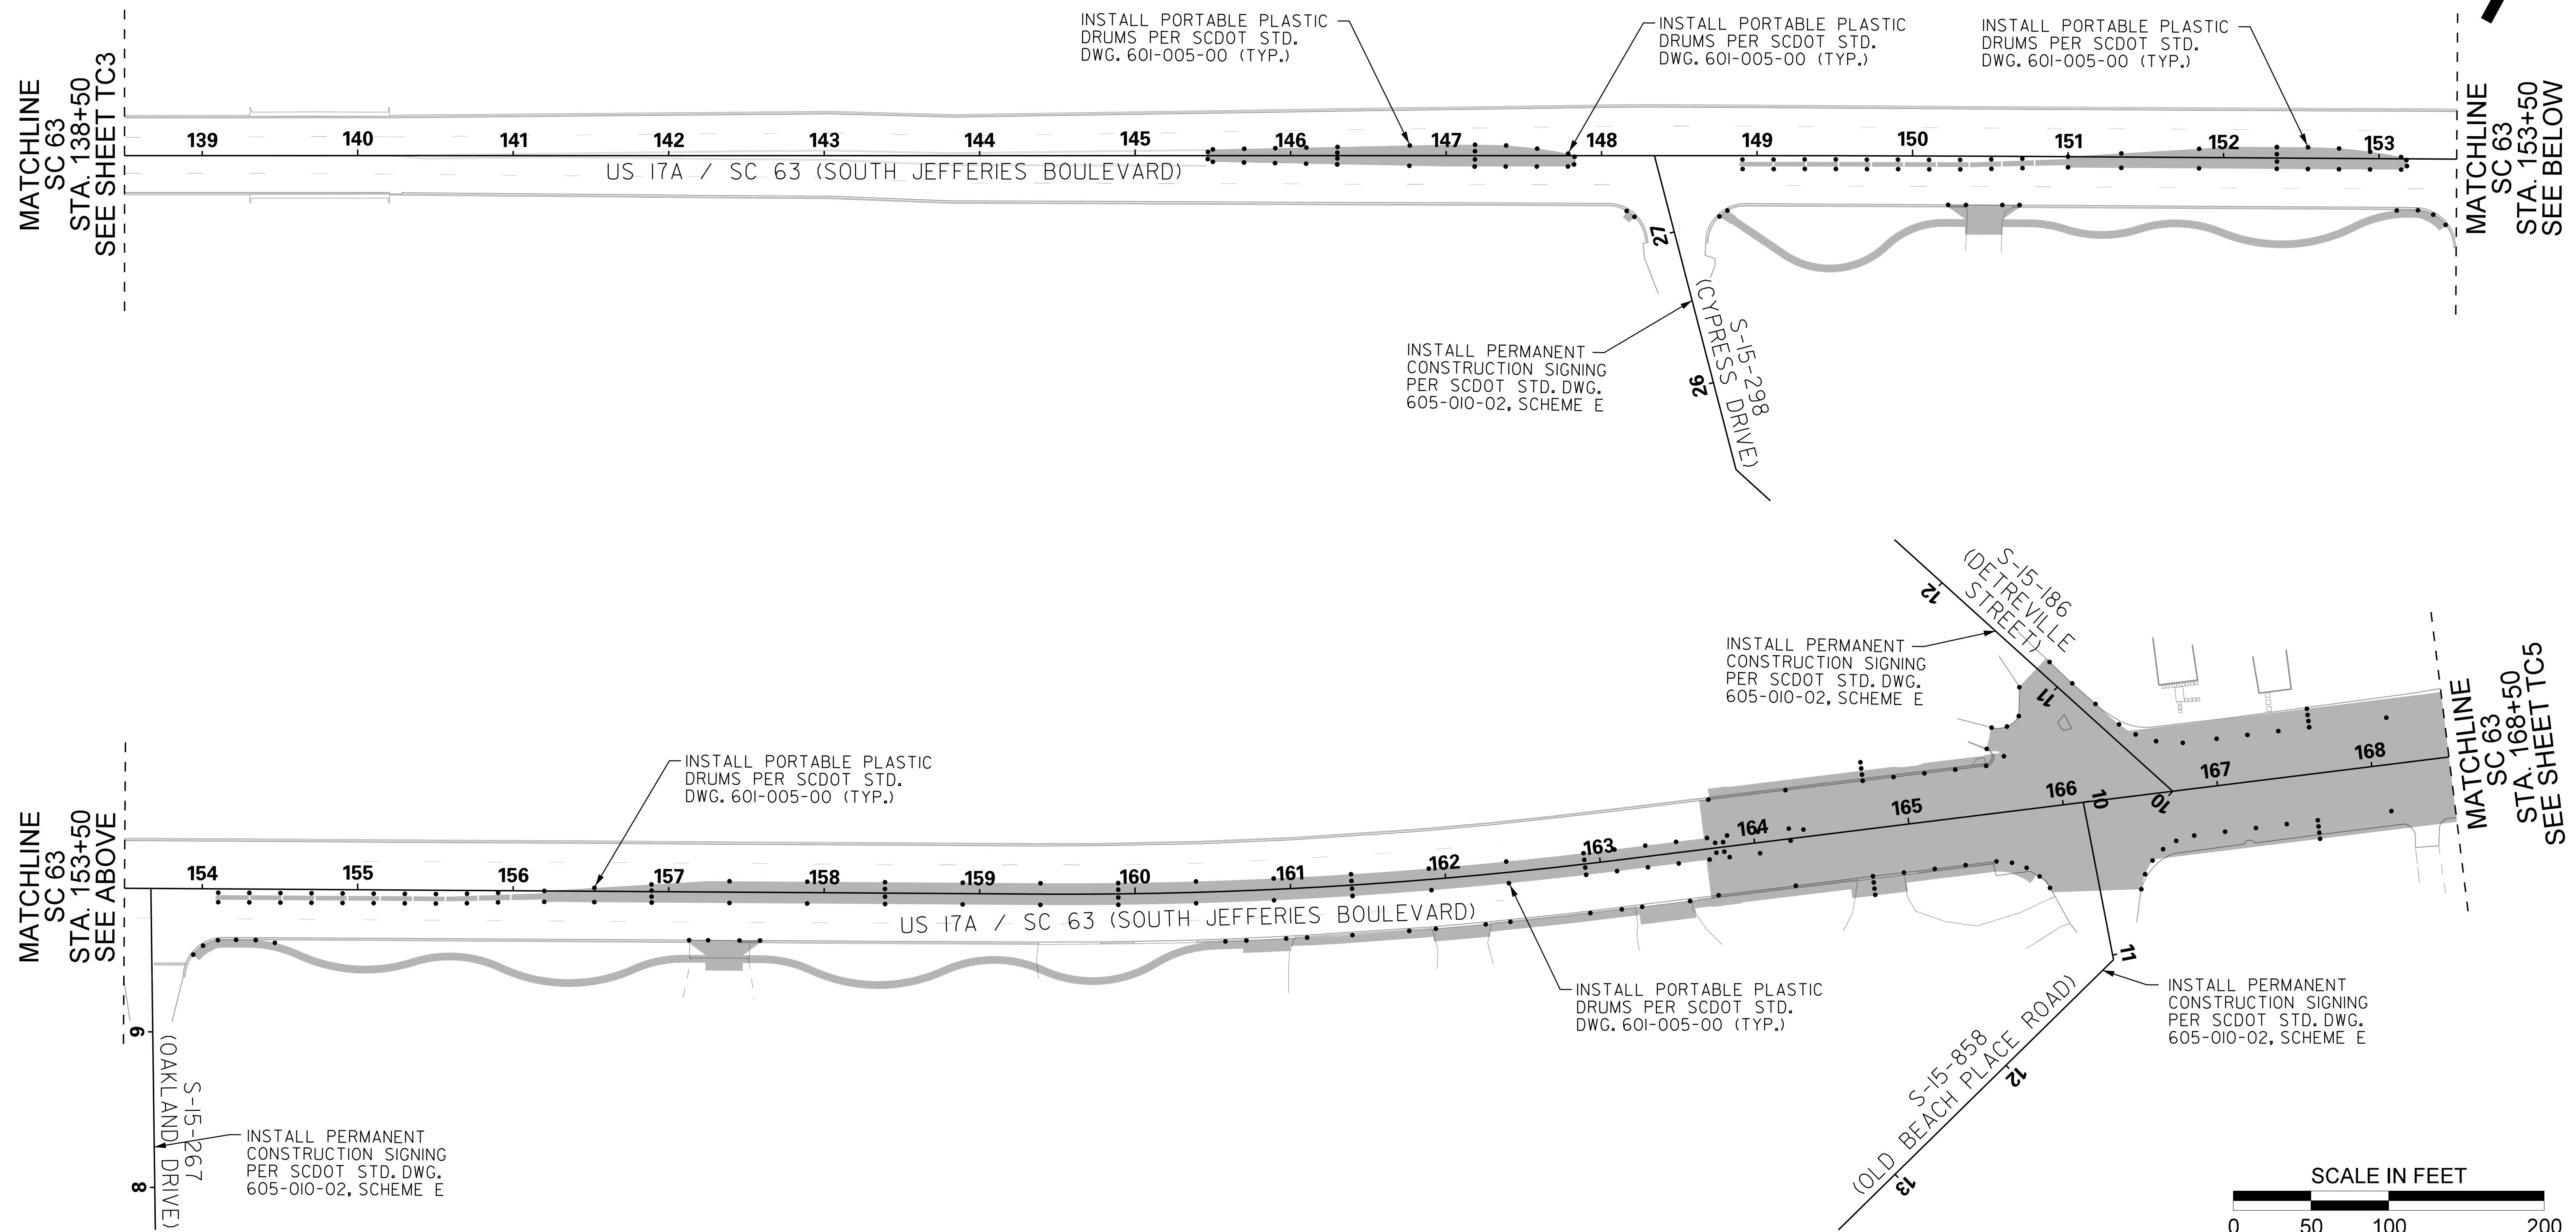 INSTALL PORTABLE PLASTIC
DRUMS PER SCDOT STD.
DWG. 601-005-00 (TYP.)
INSTALL PORTABLE PLASTIC
DRUMS PER SCDOT STD.
DWG. 601-005-00 (TYP.)
INSTALL PORTABLE PLASTIC
DRUMS PER SCDOT STD.
DWG. 601-005-00 (TYP.)
MATCHLINE
SC 63
STA. 138+50
SEE SHEET TC3
139 140 141 142 143 144 145 146 147 148 149 150 151 152 153
US 17A / SC 63 (SOUTH JEFFERIES BOULEVARD)
MATCHLINE
SC 63
STA. 153+50
SEE BELOW
27
26
S-15-298
(CYPRESS DRIVE)
INSTALL PERMANENT
CONSTRUCTION SIGNING
PER SCDOT STD. DWG.
605-010-02, SCHEME E
12
11
10
S-15-186
(DETREVILLE
STREET)
INSTALL PERMANENT
CONSTRUCTION SIGNING
PER SCDOT STD. DWG.
605-010-02, SCHEME E
INSTALL PORTABLE PLASTIC
DRUMS PER SCDOT STD.
DWG. 601-005-00 (TYP.)
MATCHLINE
SC 63
STA. 153+50
SEE ABOVE
154 155 156 157 158 159 160 161 162 163 164 165 166 167 168
US 17A / SC 63 (SOUTH JEFFERIES BOULEVARD)
MATCHLINE
SC 63
STA. 168+50
SEE SHEET TC5
INSTALL PORTABLE PLASTIC
DRUMS PER SCDOT STD.
DWG. 601-005-00 (TYP.)
10
11
12
13
S-15-858
(OLD BEACH PLACE ROAD)
INSTALL PERMANENT
CONSTRUCTION SIGNING
PER SCDOT STD. DWG.
605-010-02, SCHEME E
9
8
S-15-267
(OAKLAND DRIVE)
INSTALL PERMANENT
CONSTRUCTION SIGNING
PER SCDOT STD. DWG.
605-010-02, SCHEME E
SCALE IN FEET
0 50 100 200